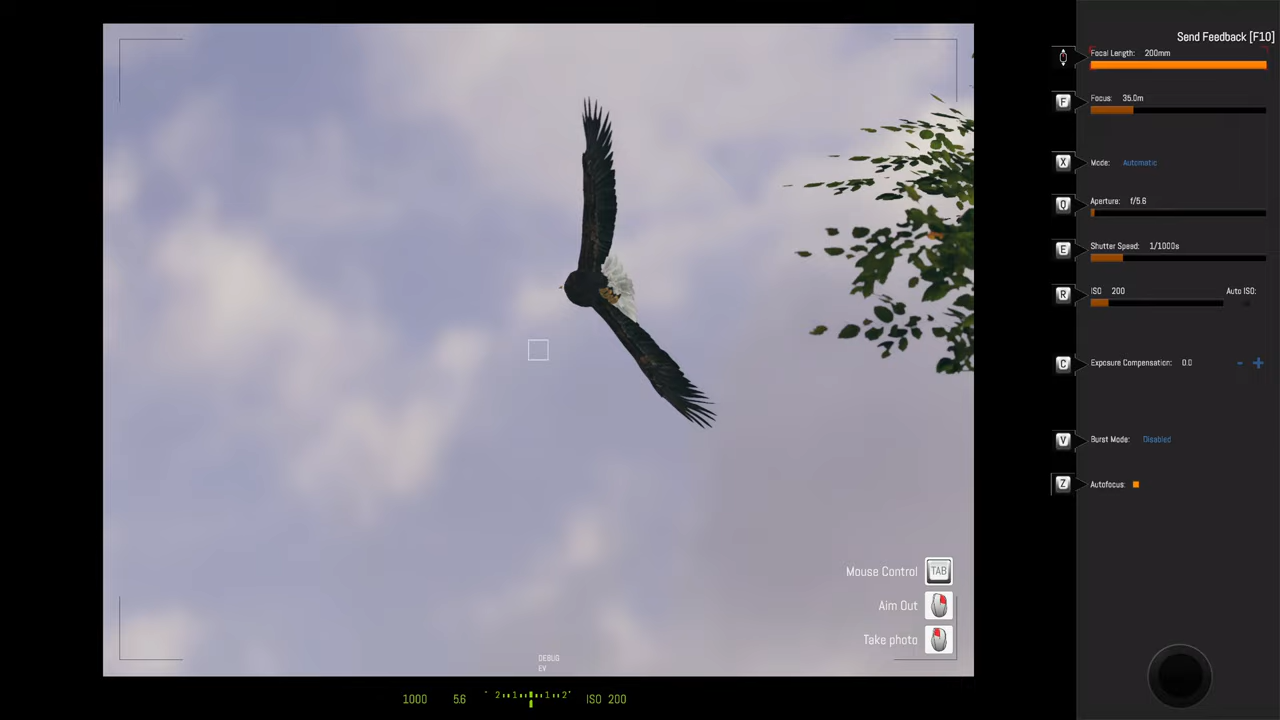 Send Feedback [F10]
Focal Length: 200mm
F
Focus: 35.0m
X
Mode: Automatic
Q
Aperture: f/5.6
E
Shutter Speed: 1/1000s
R
ISO 200 Auto ISO:
C
Exposure Compensation: 0.0 - +
V
Burst Mode: Disabled
Z
Autofocus:
Mouse Control TAB
Aim Out
Take photo
DEBUG
EV
1000 5.6 2 1 1 2 ISO 200